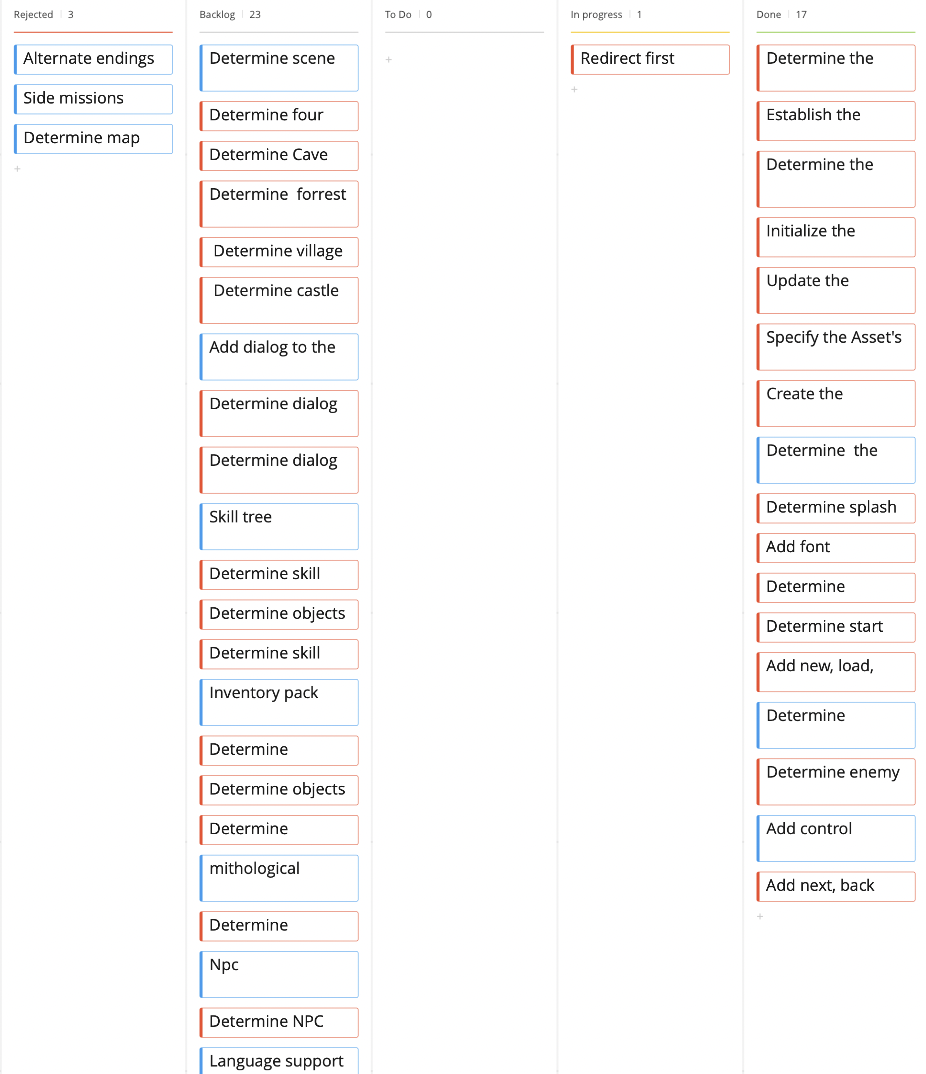 Rejected 3
Alternate endings
Side missions
Determine map
+
Backlog 23
Determine scene
Determine four
Determine Cave
Determine  forrest
Determine village
Determine castle
Add dialog to the
Determine dialog
Determine dialog
Skill tree
Determine skill
Determine objects
Determine skill
Inventory pack
Determine
Determine objects
Determine
mithological
Determine
Npc
Determine NPC
Language support
To Do 0
+
In progress 1
Redirect first
+
Done 17
Determine the
Establish the
Determine the
Initialize the
Update the
Specify the Asset's
Create the
Determine  the
Determine splash
Add font
Determine
Determine start
Add new, load,
Determine
Determine enemy
Add control
Add next, back
+